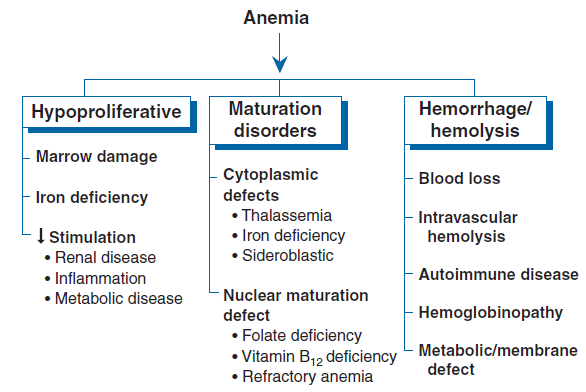 Anemia
Hypoproliferative
Marrow damage
Iron deficiency
↓ Stimulation
• Renal disease
• Inflammation
• Metabolic disease
Maturation
disorders
Cytoplasmic
defects
• Thalassemia
• Iron deficiency
• Sideroblastic
Nuclear maturation
defect
• Folate deficiency
• Vitamin B₁₂ deficiency
• Refractory anemia
Hemorrhage/
hemolysis
Blood loss
Intravascular
hemolysis
Autoimmune disease
Hemoglobinopathy
Metabolic/membrane
defect